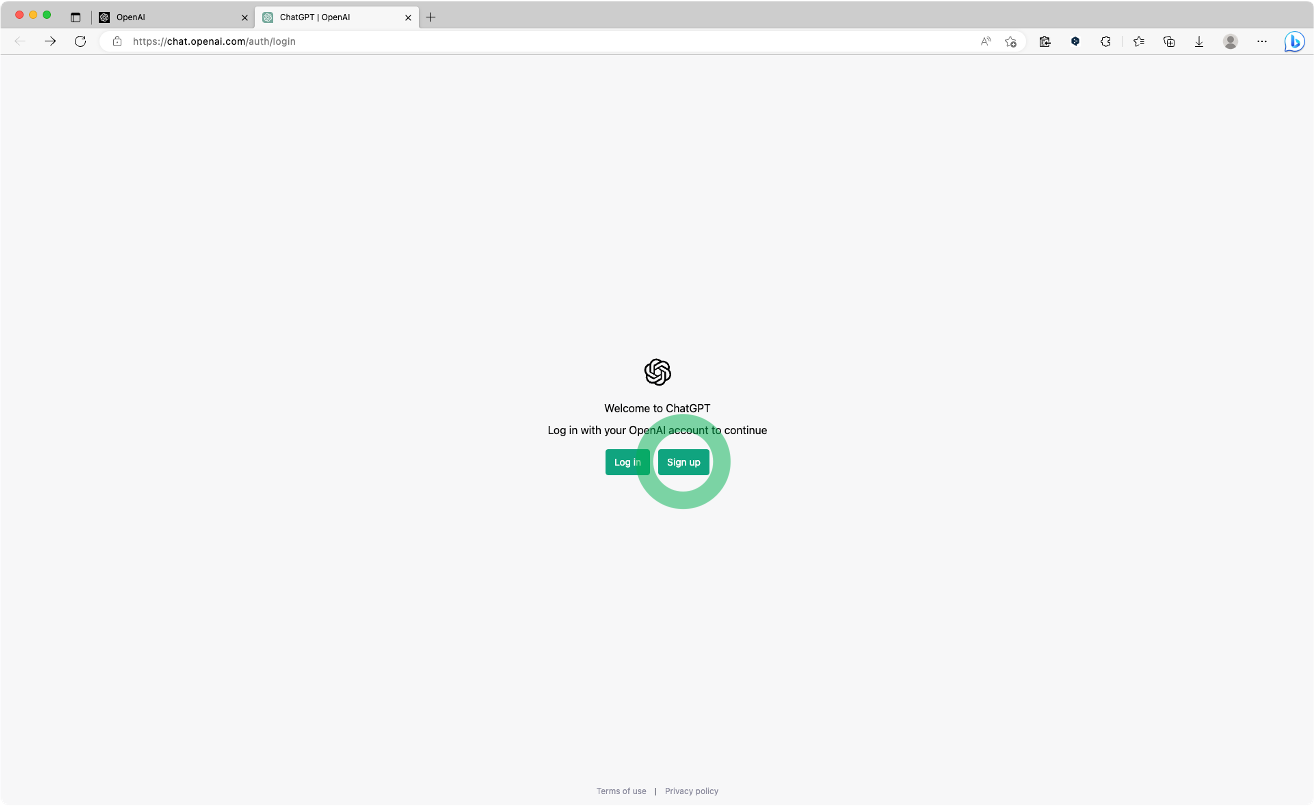 OpenAI
ChatGPT | OpenAI
https://chat.openai.com/auth/login
Welcome to ChatGPT
Log in with your OpenAI account to continue
Log in Sign up
Terms of use | Privacy policy